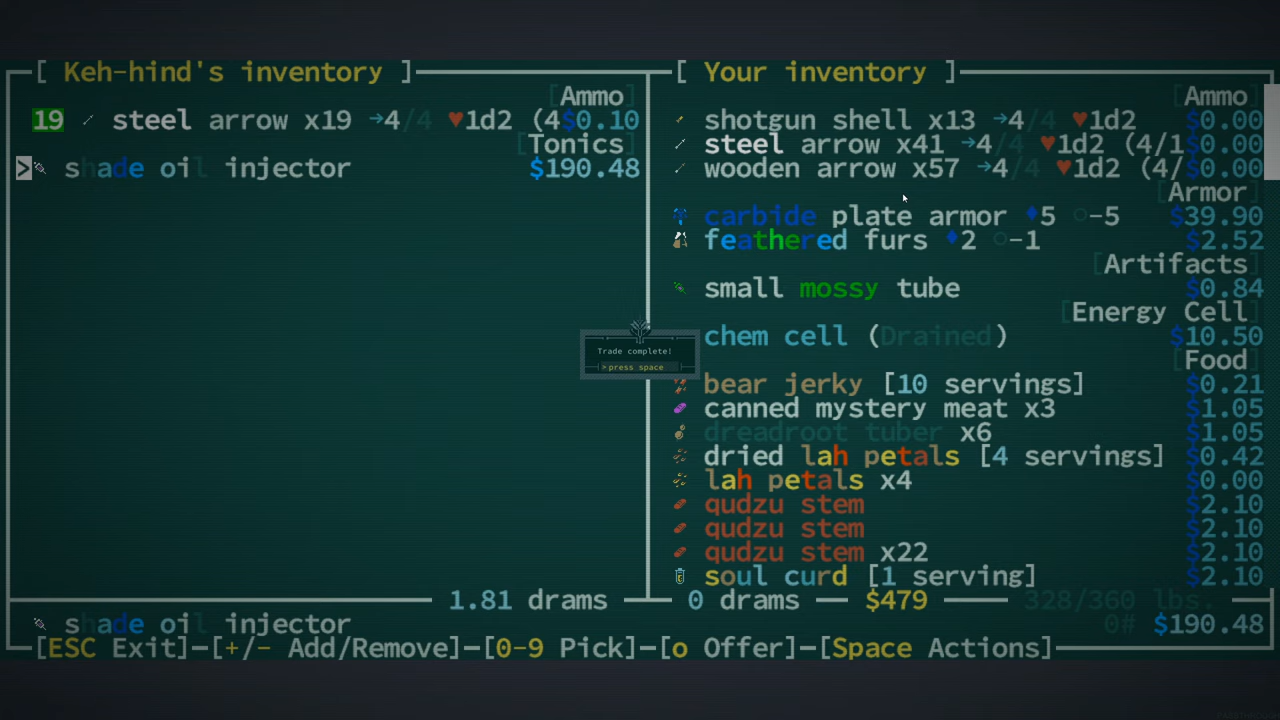 [ Keh-hind's inventory ]
[Ammo]
19 steel arrow x19 →4/4 ♥1d2 (4$0.10
[Tonics]
> shade oil injector $190.48
[ Your inventory ]
[Ammo]
shotgun shell x13 →4/4 ♥1d2 $0.00
steel arrow x41 →4/4 ♥1d2 (4/1$0.00
wooden arrow x57 →4/4 ♥1d2 (4/$0.00
[Armor]
carbide plate armor ♦5 ○-5 $39.90
feathered furs ♦2 ○-1 $2.52
[Artifacts]
small mossy tube $0.84
[Energy Cell]
chem cell (Drained) $10.50
[Food]
bear jerky [10 servings] $0.21
canned mystery meat x3 $1.05
dreadroot tuber x6 $1.05
dried lah petals [4 servings] $0.42
lah petals x4 $0.00
qudzu stem $2.10
qudzu stem $2.10
qudzu stem x22 $2.10
soul curd [1 serving] $2.10
Trade complete!
>press space
1.81 drams
0 drams — $479 — 328/360 lbs.
shade oil injector 0# $190.48
[ESC Exit]—[+/- Add/Remove]—[0-9 Pick]—[o Offer]—[Space Actions]